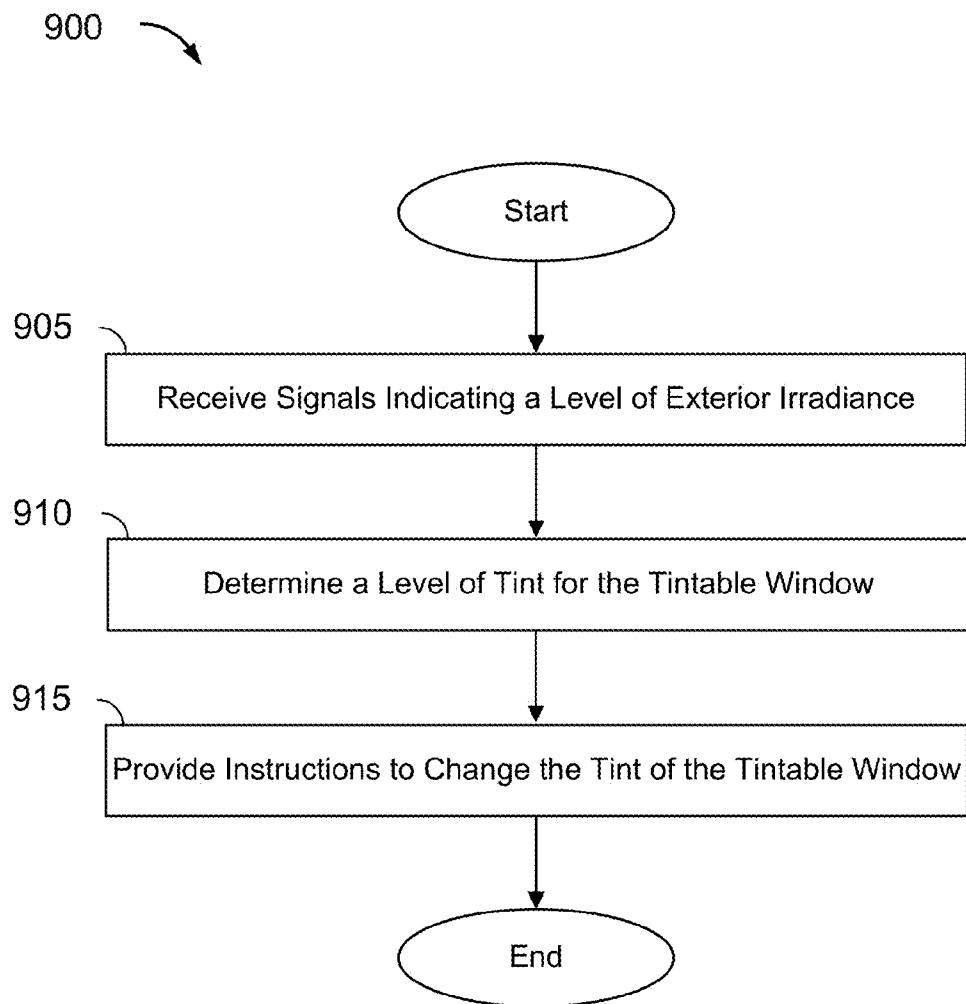 900
Start
905
Receive Signals Indicating a Level of Exterior Irradiance
910
Determine a Level of Tint for the Tintable Window
915
Provide Instructions to Change the Tint of the Tintable Window
End